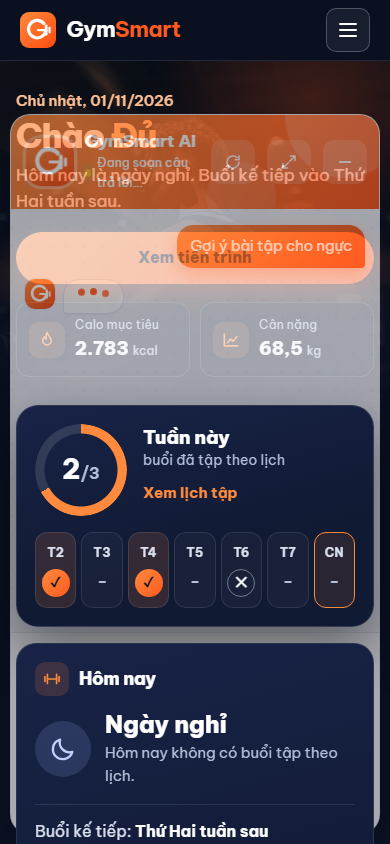 GymSmart
Chủ nhật, 01/11/2026
Chào Đủ
GymSmart AI
Đang soạn câu
trả lời...
Hôm nay là ngày nghỉ. Buổi kế tiếp vào Thứ
Hai tuần sau.
Gợi ý bài tập cho ngực
Xem tiến trình
Calo mục tiêu
2.783 kcal
Cân nặng
68,5 kg
2/3
Tuần này
buổi đã tập theo lịch
Xem lịch tập
T2 T3 T4 T5 T6 T7 CN
Hôm nay
Ngày nghỉ
Hôm nay không có buổi tập theo
lịch.
Buổi kế tiếp: Thứ Hai tuần sau